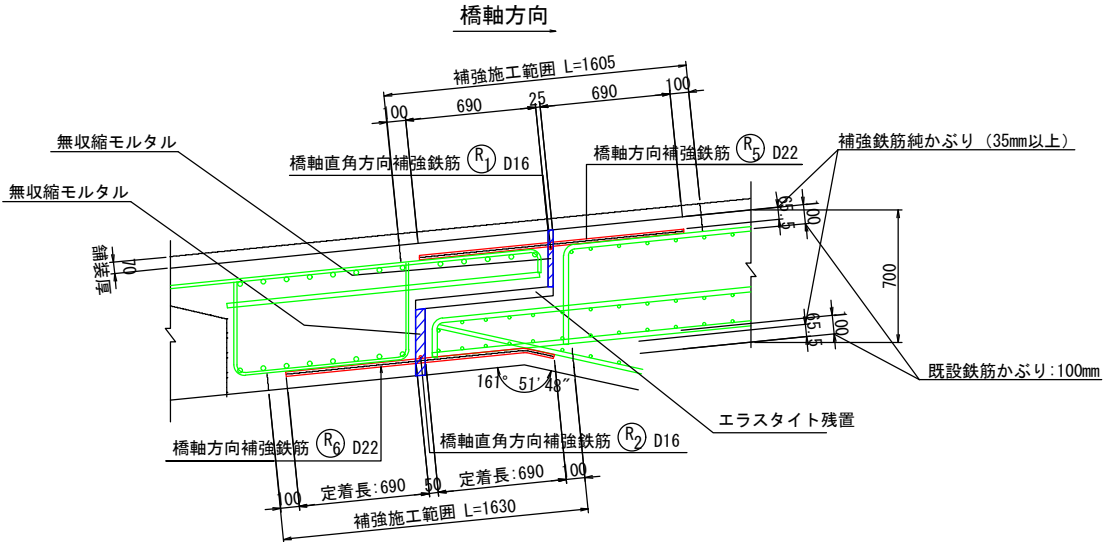 橋軸方向
補強施工範囲 L=1605
100
690
25
690
100
無収縮モルタル
橋軸直角方向補強鉄筋 R1 D16
橋軸方向補強鉄筋 R5 D22
補強鉄筋純かぶり (35mm以上)
無収縮モルタル
65.5
100
舗装厚
70
700
65.5
100
161° 51'48"
既設鉄筋かぶり:100mm
エラスタイト残置
橋軸方向補強鉄筋 R6 D22
橋軸直角方向補強鉄筋 R2 D16
100
定着長:690
50
定着長:690
100
補強施工範囲 L=1630